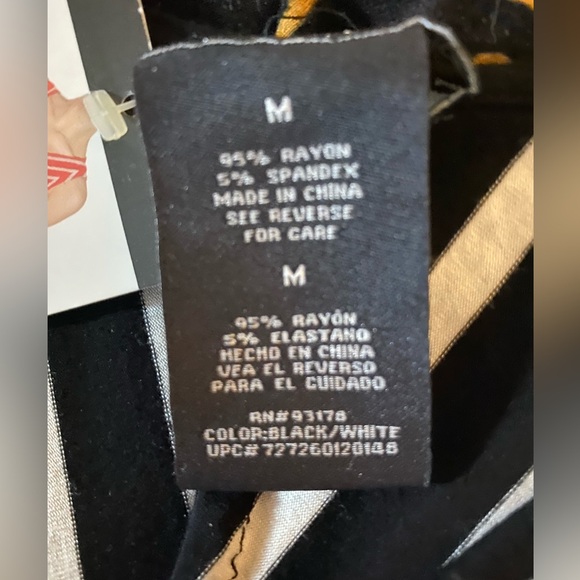 M
95% RAYON
5% SPANDEX
MADE IN CHINA
SEE REVERSE
FOR CARE
M
95% RAYÓN
5% ELASTANO
HECHO EN CHINA
VEA EL REVERSO
PARA EL CUIDADO
RN#93178
COLOR:BLACK/WHITE
UPC# 727260120148